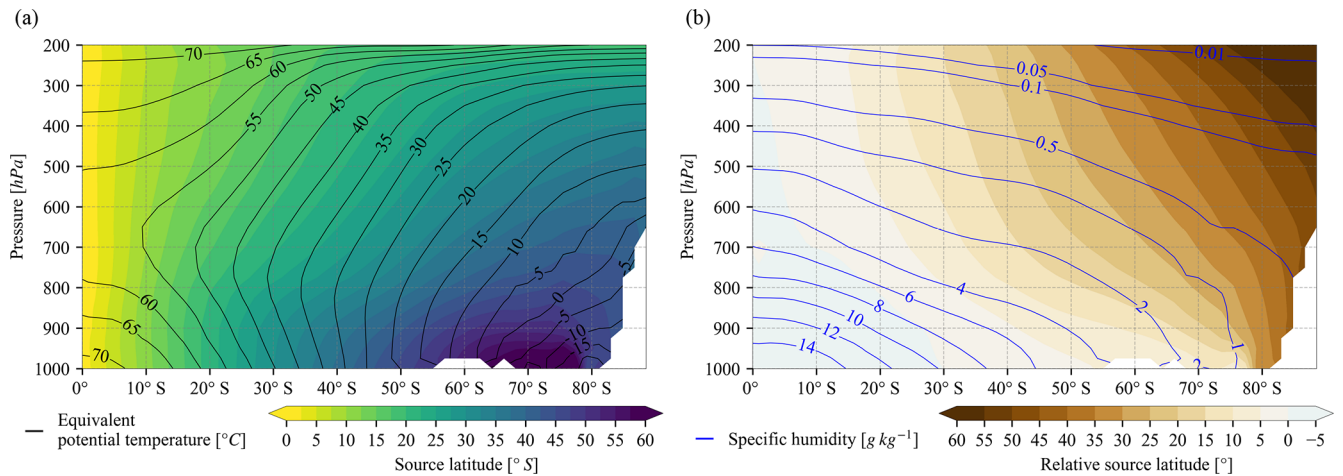 (a)
(b)
200
300
400
500
600
700
800
900
1000
Pressure [hPa]
0°
10° S
20° S
30° S
40° S
50° S
60° S
70° S
80° S
70
65
60
55
50
45
40
35
30
25
20
15
10
5
0
-5
-10
-15
5
60
65
70
Equivalent
potential temperature [°C]
0 5 10 15 20 25 30 35 40 45 50 55 60
Source latitude [° S]
200
300
400
500
600
700
800
900
1000
Pressure [hPa]
0°
10° S
20° S
30° S
40° S
50° S
60° S
70° S
80° S
0.01
0.05
0.1
0.5
1
2
2
4
6
8
10
12
14
Specific humidity [g kg⁻¹]
60 55 50 45 40 35 30 25 20 15 10 5 0 −5
Relative source latitude [°]